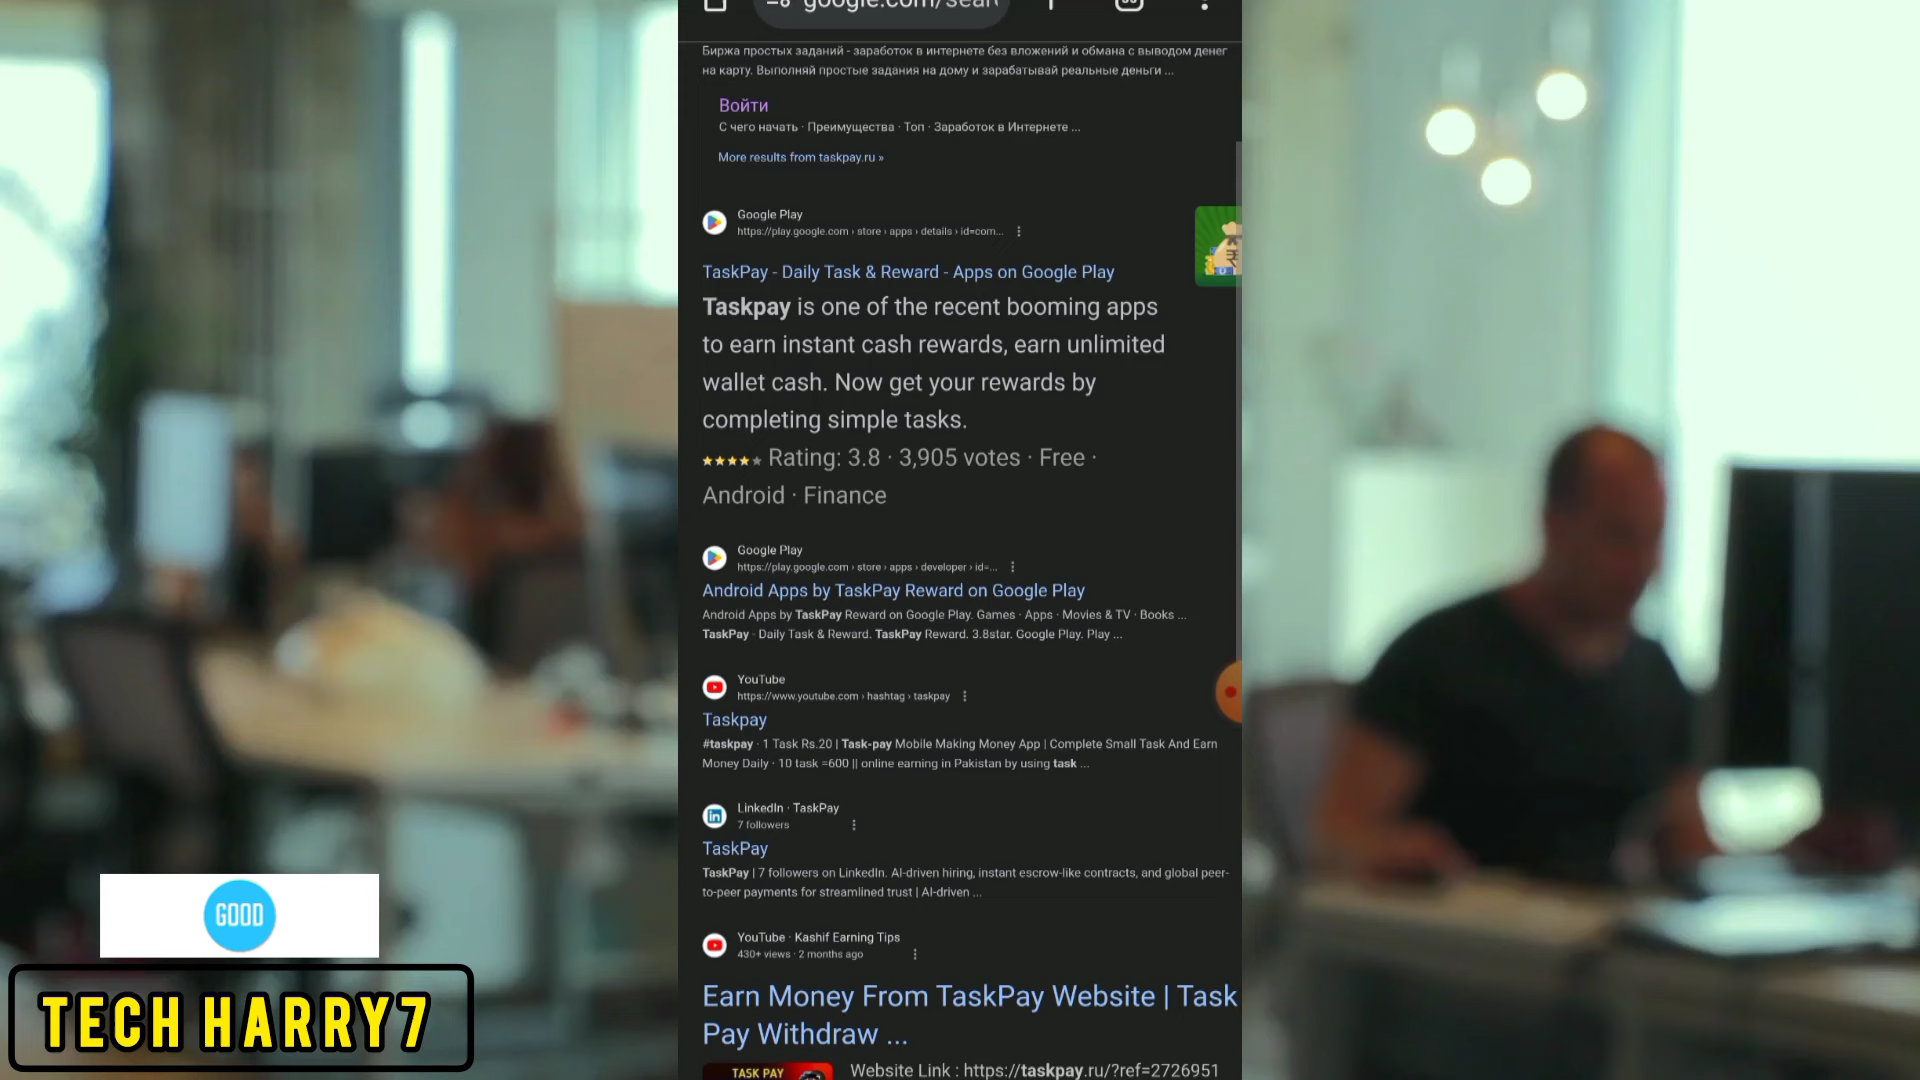 google.com/sear
Биржа простых заданий - заработок в интернете без вложений и обмана с выводом денег
на карту. Выполняй простые задания на дому и зарабатывай реальные деньги ...
Войти
С чего начать · Преимущества · Топ · Заработок в Интернете ...
More results from taskpay.ru »
Google Play
https://play.google.com › store › apps › details › id=com...
TaskPay - Daily Task & Reward - Apps on Google Play
Taskpay is one of the recent booming apps
to earn instant cash rewards, earn unlimited
wallet cash. Now get your rewards by
completing simple tasks.
Rating: 3.8 · 3,905 votes · Free ·
Android · Finance
Google Play
https://play.google.com › store › apps › developer › id=...
Android Apps by TaskPay Reward on Google Play
Android Apps by TaskPay Reward on Google Play. Games · Apps · Movies & TV · Books ...
TaskPay · Daily Task & Reward. TaskPay Reward. 3.8star. Google Play. Play ...
YouTube
https://www.youtube.com › hashtag › taskpay
Taskpay
#taskpay · 1 Task Rs.20 | Task-pay Mobile Making Money App | Complete Small Task And Earn
Money Daily · 10 task =600 || online earning in Pakistan by using task ...
LinkedIn · TaskPay
7 followers
TaskPay
TaskPay | 7 followers on LinkedIn. AI-driven hiring, instant escrow-like contracts, and global peer-
to-peer payments for streamlined trust | AI-driven ...
YouTube · Kashif Earning Tips
430+ views · 2 months ago
Earn Money From TaskPay Website | Task
Pay Withdraw ...
TASK PAY
Website Link : https://taskpay.ru/?ref=2726951
GOOD
TECH HARRY7